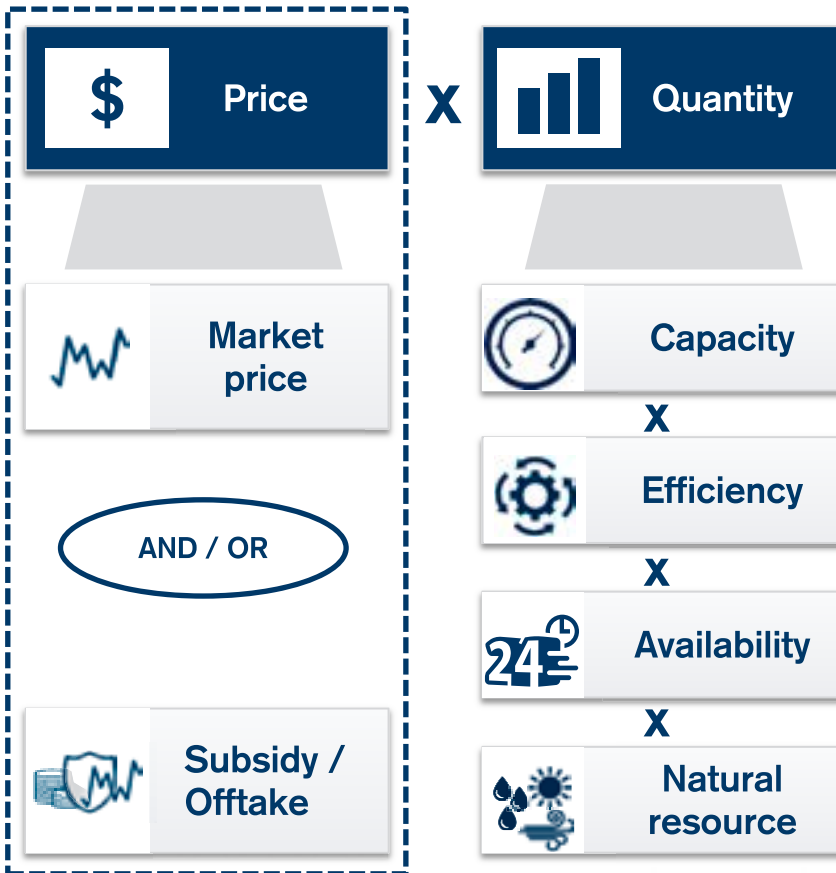 $
Price
X
Quantity
Market
price
AND / OR
Subsidy /
Offtake
Capacity
X
Efficiency
X
24
Availability
X
Natural
resource